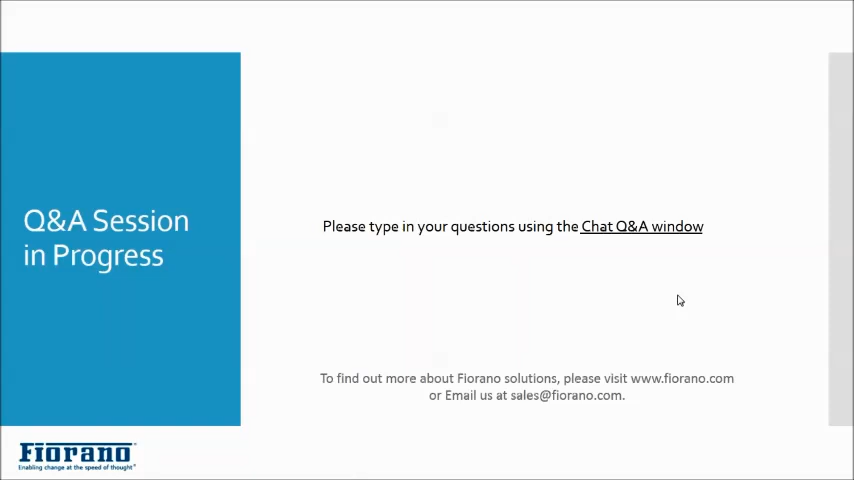 Q&A Session
in Progress
Please type in your questions using the Chat Q&A window
To find out more about Fiorano solutions, please visit www.fiorano.com
or Email us at sales@fiorano.com.
Fiorano
Enabling change at the speed of thought